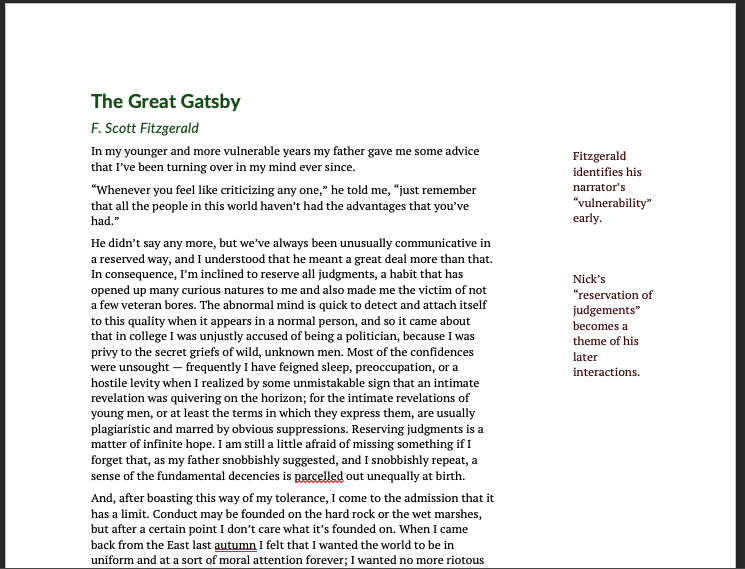 The Great Gatsby
F. Scott Fitzgerald
In my younger and more vulnerable years my father gave me some advice
that I’ve been turning over in my mind ever since.
“Whenever you feel like criticizing any one,” he told me, “just remember
that all the people in this world haven’t had the advantages that you’ve
had.”
He didn’t say any more, but we’ve always been unusually communicative in
a reserved way, and I understood that he meant a great deal more than that.
In consequence, I’m inclined to reserve all judgments, a habit that has
opened up many curious natures to me and also made me the victim of not
a few veteran bores. The abnormal mind is quick to detect and attach itself
to this quality when it appears in a normal person, and so it came about
that in college I was unjustly accused of being a politician, because I was
privy to the secret griefs of wild, unknown men. Most of the confidences
were unsought — frequently I have feigned sleep, preoccupation, or a
hostile levity when I realized by some unmistakable sign that an intimate
revelation was quivering on the horizon; for the intimate revelations of
young men, or at least the terms in which they express them, are usually
plagiaristic and marred by obvious suppressions. Reserving judgments is a
matter of infinite hope. I am still a little afraid of missing something if I
forget that, as my father snobbishly suggested, and I snobbishly repeat, a
sense of the fundamental decencies is parcelled out unequally at birth.
And, after boasting this way of my tolerance, I come to the admission that it
has a limit. Conduct may be founded on the hard rock or the wet marshes,
but after a certain point I don’t care what it’s founded on. When I came
back from the East last autumn I felt that I wanted the world to be in
uniform and at a sort of moral attention forever; I wanted no more riotous
Fitzgerald
identifies his
narrator’s
“vulnerability”
early.
Nick’s
“reservation of
judgements”
becomes a
theme of his
later
interactions.